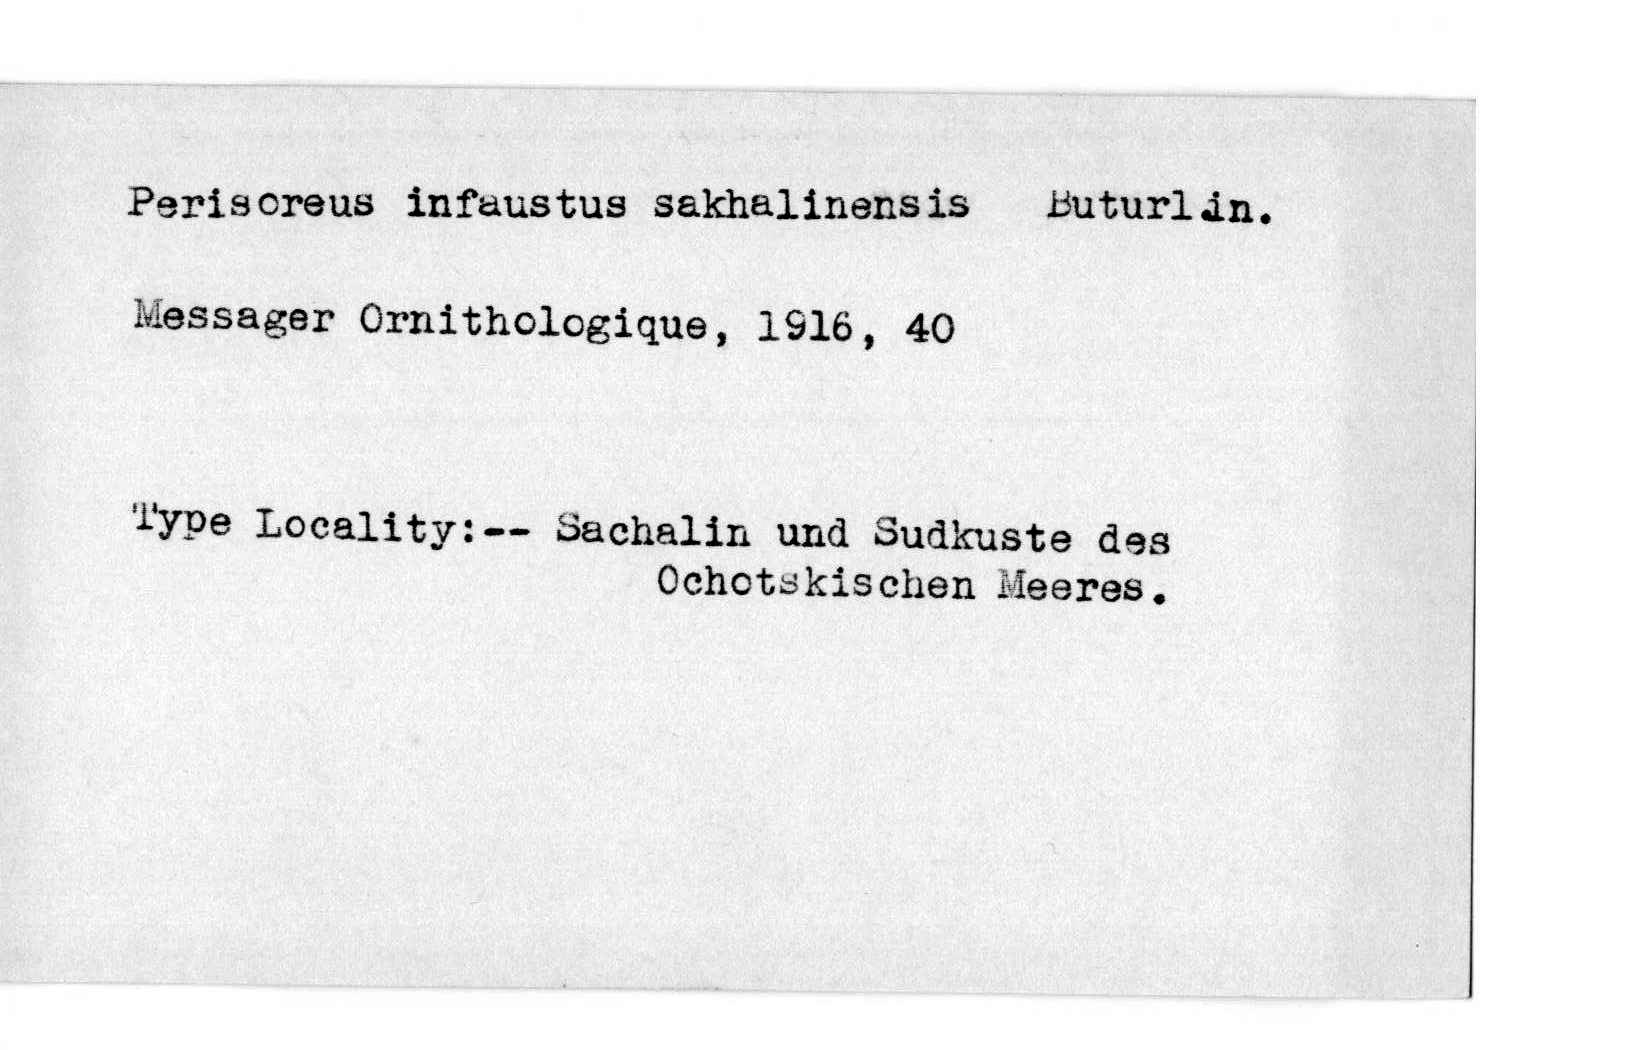 Perisoreus infaustus sakhalinensis Buturlin.
Messager Ornithologique, 1916, 40
Type Locality:-- Sachalin und Sudkuste des
Ochotskischen Meeres.